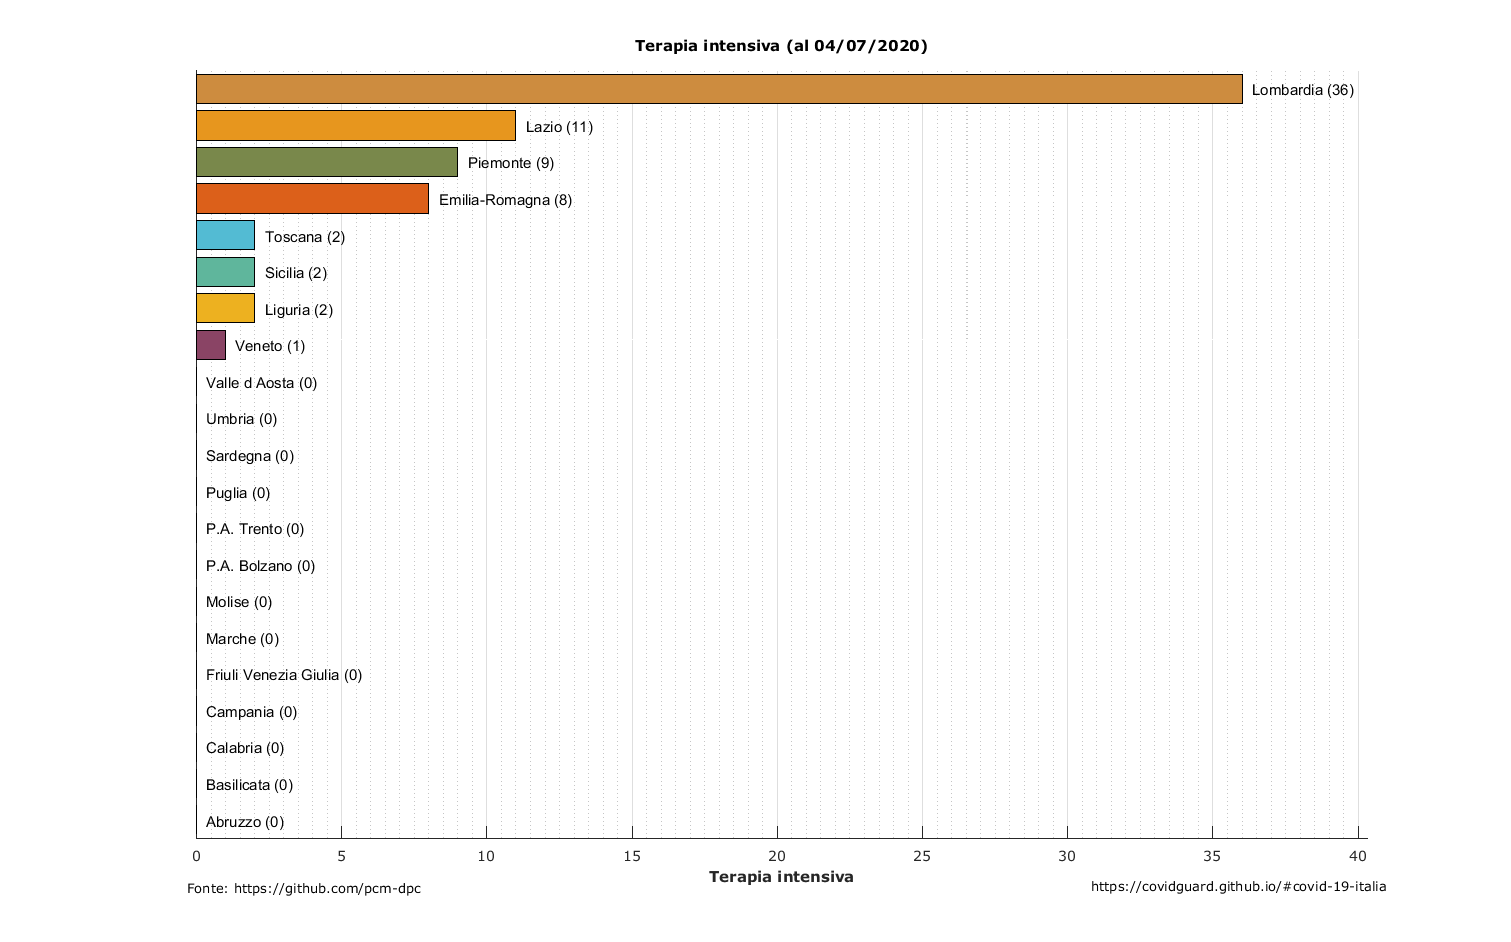 Terapia intensiva (al 04/07/2020)
Lombardia (36)
Lazio (11)
Piemonte (9)
Emilia-Romagna (8)
Toscana (2)
Sicilia (2)
Liguria (2)
Veneto (1)
Valle d Aosta (0)
Umbria (0)
Sardegna (0)
Puglia (0)
P.A. Trento (0)
P.A. Bolzano (0)
Molise (0)
Marche (0)
Friuli Venezia Giulia (0)
Campania (0)
Calabria (0)
Basilicata (0)
Abruzzo (0)
0 5 10 15 20 25 30 35 40
Terapia intensiva
Fonte: https://github.com/pcm-dpc
https://covidguard.github.io/#covid-19-italia